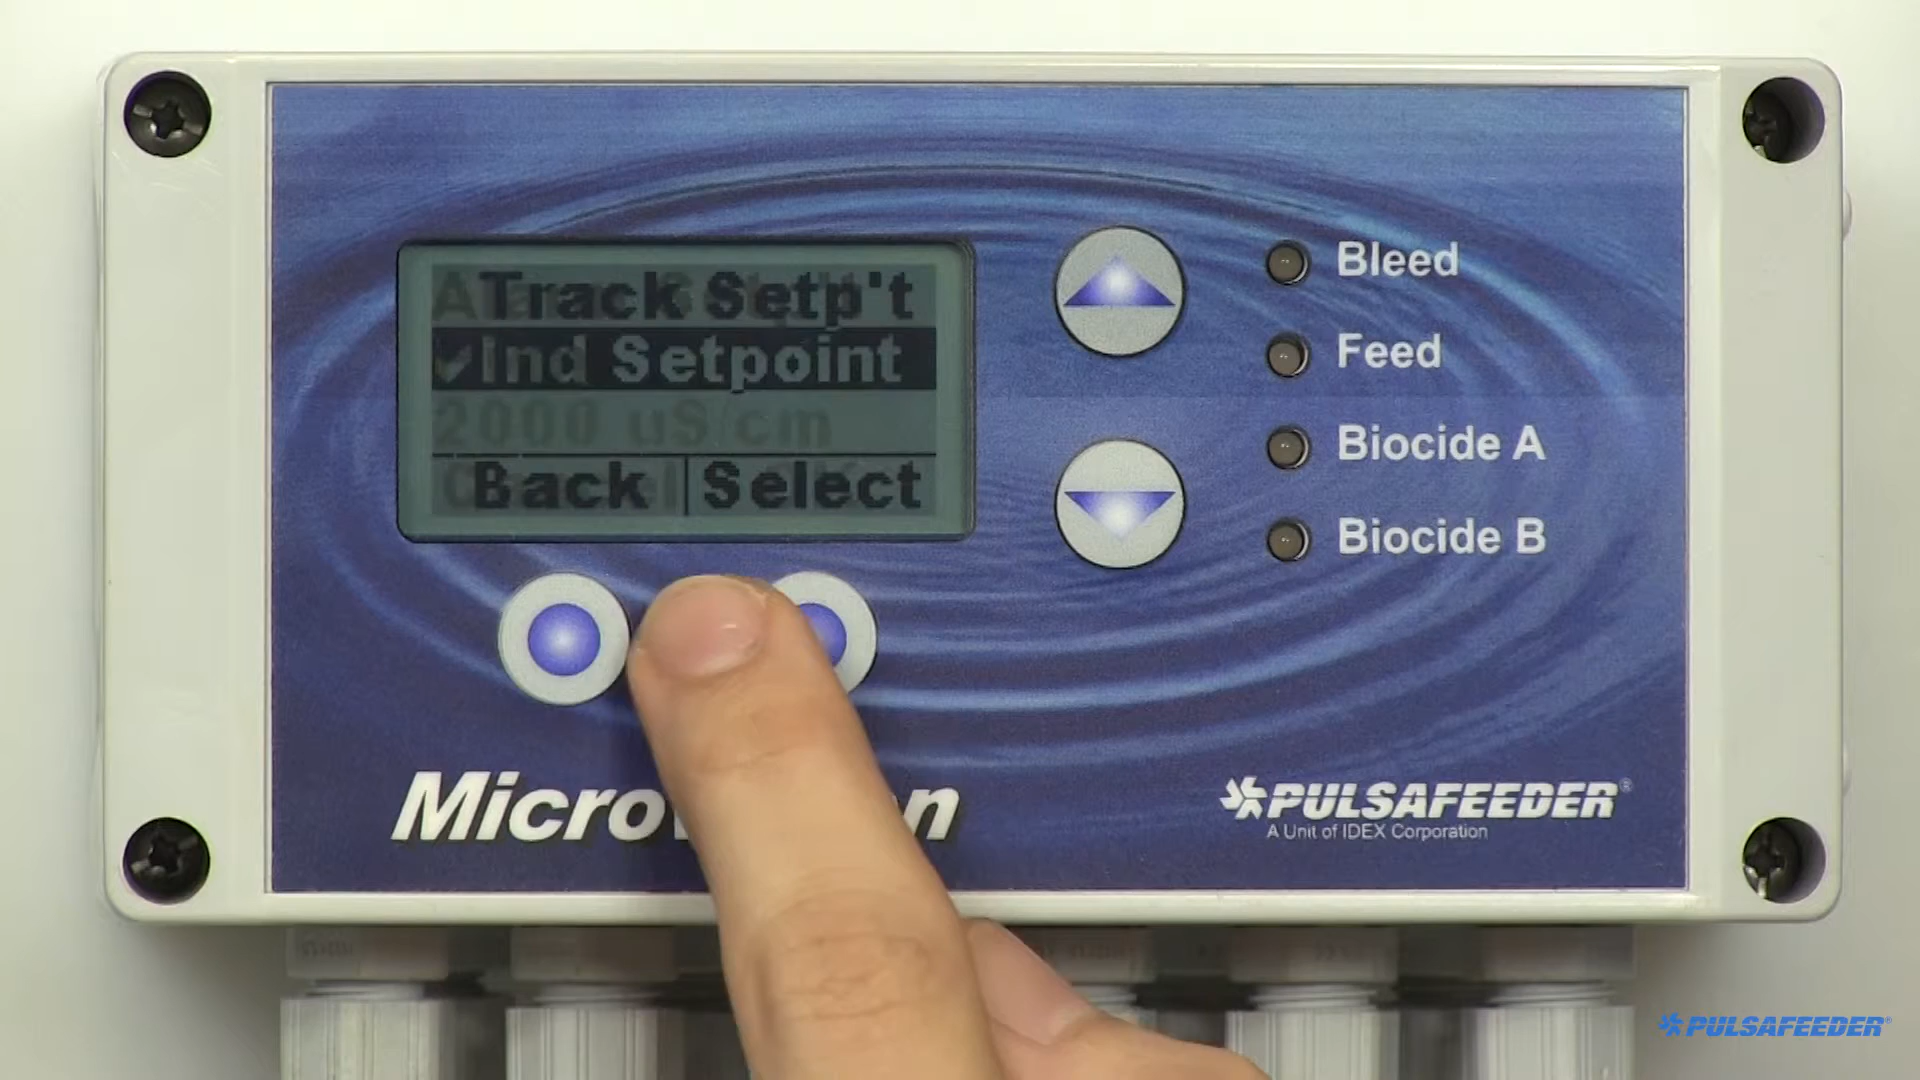 Track Setp't
✓Ind Setpoint
2000 uS/cm
Back Select
Bleed
Feed
Biocide A
Biocide B
PULSAFEEDER®
A Unit of IDEX Corporation
PULSAFEEDER®